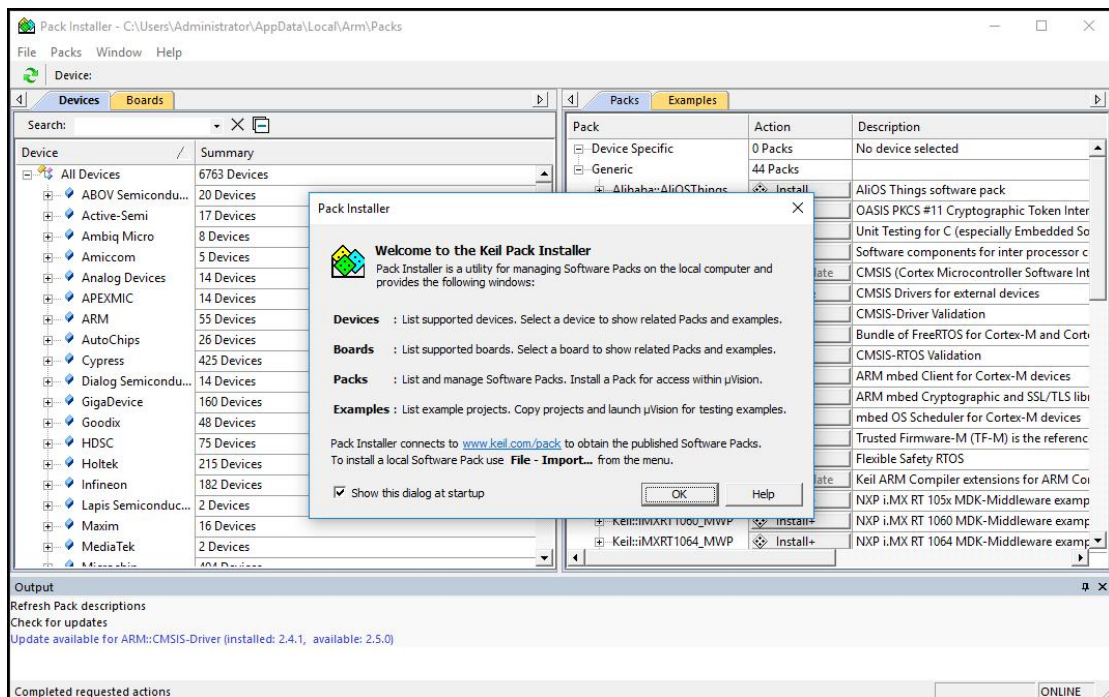 Pack Installer - C:\Users\Administrator\AppData\Local\Arm\Packs
File Packs Window Help
Device:
Devices Boards
Search:
Device / Summary
All Devices 6763 Devices
ABOV Semicondu... 20 Devices
Active-Semi 17 Devices
Ambiq Micro 8 Devices
Amiccom 5 Devices
Analog Devices 14 Devices
APEXMIC 14 Devices
ARM 55 Devices
AutoChips 26 Devices
Cypress 425 Devices
Dialog Semicondu... 14 Devices
GigaDevice 160 Devices
Goodix 48 Devices
HDSC 75 Devices
Holtek 215 Devices
Infineon 182 Devices
Lapis Semiconduc... 2 Devices
Maxim 16 Devices
MediaTek 2 Devices
Packs Examples
Pack Action Description
Device Specific 0 Packs No device selected
Generic 44 Packs
Alibaba::AliOSThings Install AliOS Things software pack
OASIS PKCS #11 Cryptographic Token Inter
Unit Testing for C (especially Embedded So
Software components for inter processor c
late CMSIS (Cortex Microcontroller Software Int
CMSIS Drivers for external devices
CMSIS-Driver Validation
Bundle of FreeRTOS for Cortex-M and Corte
CMSIS-RTOS Validation
ARM mbed Client for Cortex-M devices
ARM mbed Cryptographic and SSL/TLS libr
mbed OS Scheduler for Cortex-M devices
Trusted Firmware-M (TF-M) is the referenc
Flexible Safety RTOS
late Keil ARM Compiler extensions for ARM Co
NXP i.MX RT 105x MDK-Middleware examp
Keil::iMXRT1060_MWP Install+ NXP i.MX RT 1060 MDK-Middleware examp
Keil::iMXRT1064_MWP Install+ NXP i.MX RT 1064 MDK-Middleware examp
Pack Installer
Welcome to the Keil Pack Installer
Pack Installer is a utility for managing Software Packs on the local computer and
provides the following windows:
Devices : List supported devices. Select a device to show related Packs and examples.
Boards : List supported boards. Select a board to show related Packs and examples.
Packs : List and manage Software Packs. Install a Pack for access within µVision.
Examples : List example projects. Copy projects and launch µVision for testing examples.
Pack Installer connects to www.keil.com/pack to obtain the published Software Packs.
To install a local Software Pack use File - Import... from the menu.
Show this dialog at startup
OK Help
Output
Refresh Pack descriptions
Check for updates
Update available for ARM::CMSIS-Driver (installed: 2.4.1, available: 2.5.0)
Completed requested actions
ONLINE